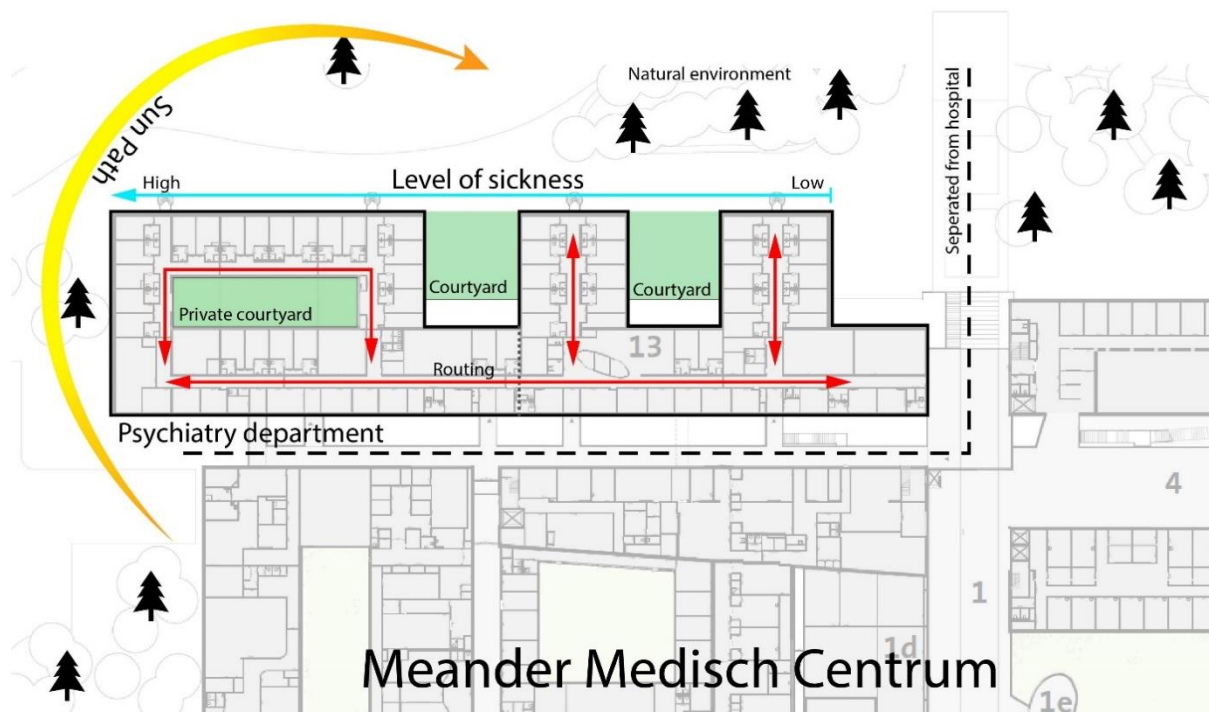 Natural environment
Sun Path
Seperated from hospital
High
Level of sickness
Low
Courtyard
Courtyard
Private courtyard
13
Routing
Psychiatry department
4
1
1d
Meander Medisch Centrum
1e